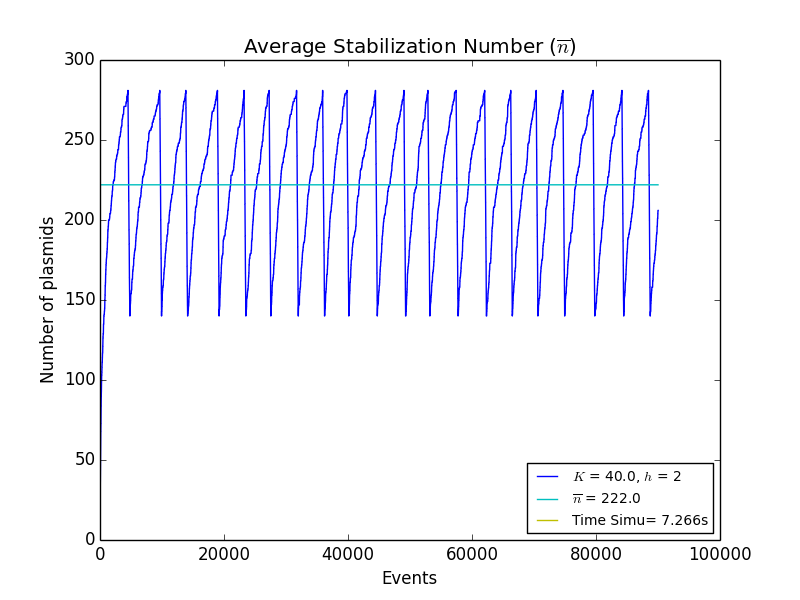 Average Stabilization Number (n̅)
300
250
200
150
100
50
0
Number of plasmids
0 20000 40000 60000 80000 100000
Events
K = 40.0, h = 2
n̅ = 222.0
Time Simu= 7.266s